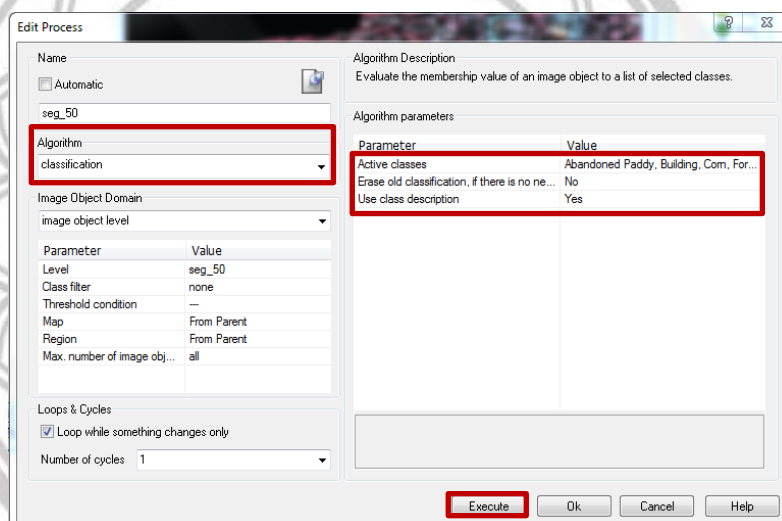 Edit Process
Name
Automatic
seg_50
Algorithm
classification
Image Object Domain
image object level
Parameter Value
Level seg_50
Class filter none
Threshold condition ---
Map From Parent
Region From Parent
Max. number of image obj... all
Loops & Cycles
Loop while something changes only
Number of cycles 1
Algorithm Description
Evaluate the membership value of an image object to a list of selected classes.
Algorithm parameters
Parameter Value
Active classes Abandoned Paddy, Building, Corn, For...
Erase old classification, if there is no ne... No
Use class description Yes
Execute Ok Cancel Help